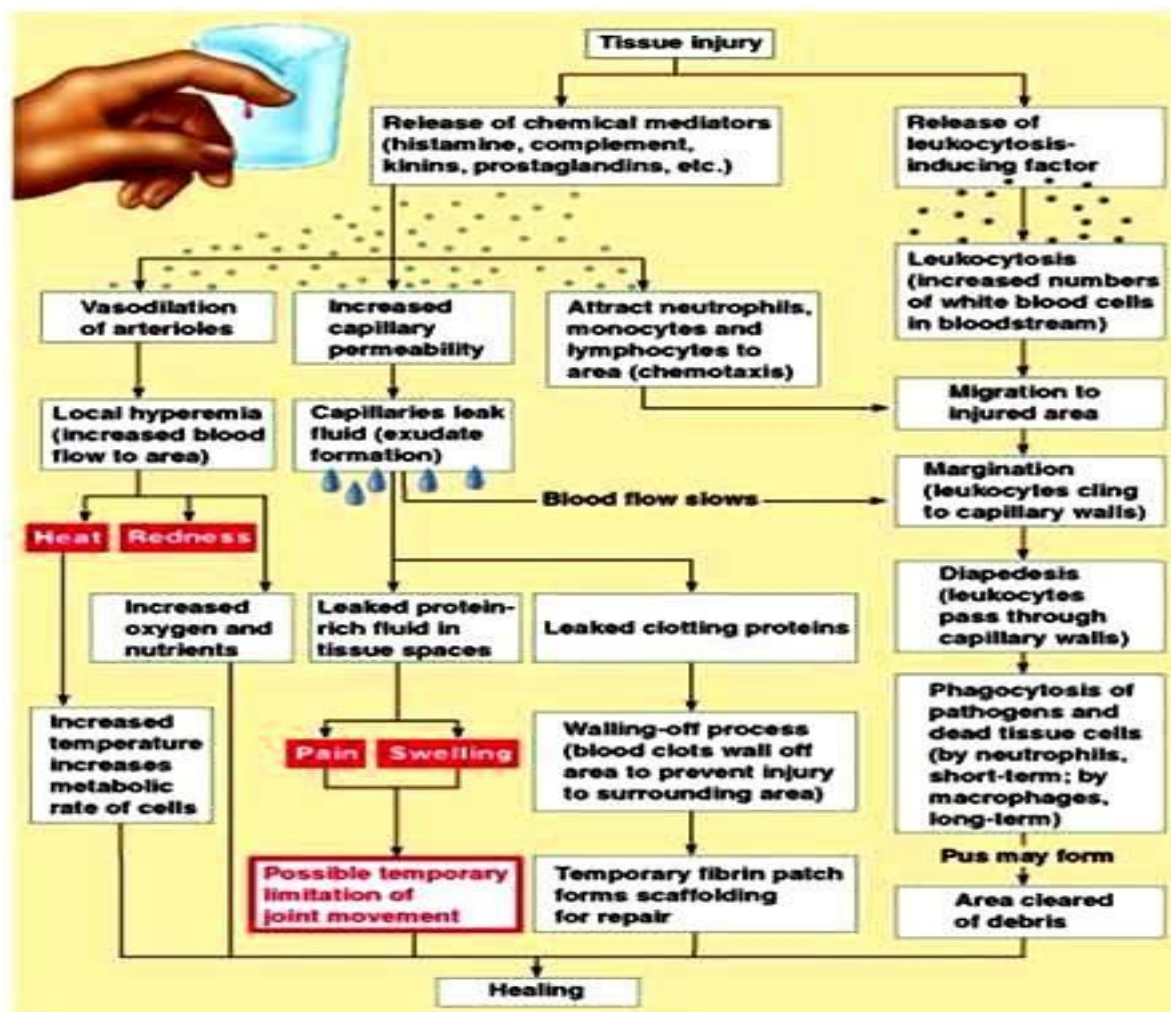 Tissue injury
Release of chemical mediators
(histamine, complement,
kinins, prostaglandins, etc.)
Release of
leukocytosis-
inducing factor
Vasodilation
of arterioles
Increased
capillary
permeability
Attract neutrophils,
monocytes and
lymphocytes to
area (chemotaxis)
Leukocytosis
(increased numbers
of white blood cells
in bloodstream)
Local hyperemia
(increased blood
flow to area)
Capillaries leak
fluid (exudate
formation)
Migration to
injured area
Blood flow slows
Margination
(leukocytes cling
to capillary walls)
Heat
Redness
Increased
oxygen and
nutrients
Leaked protein-
rich fluid in
tissue spaces
Leaked clotting proteins
Diapedesis
(leukocytes
pass through
capillary walls)
Increased
temperature
increases
metabolic
rate of cells
Pain
Swelling
Walling-off process
(blood clots wall off
area to prevent injury
to surrounding area)
Phagocytosis of
pathogens and
dead tissue cells
(by neutrophils,
short-term; by
macrophages,
long-term)
Pus may form
Possible temporary
limitation of
joint movement
Temporary fibrin patch
forms scaffolding
for repair
Area cleared
of debris
Healing